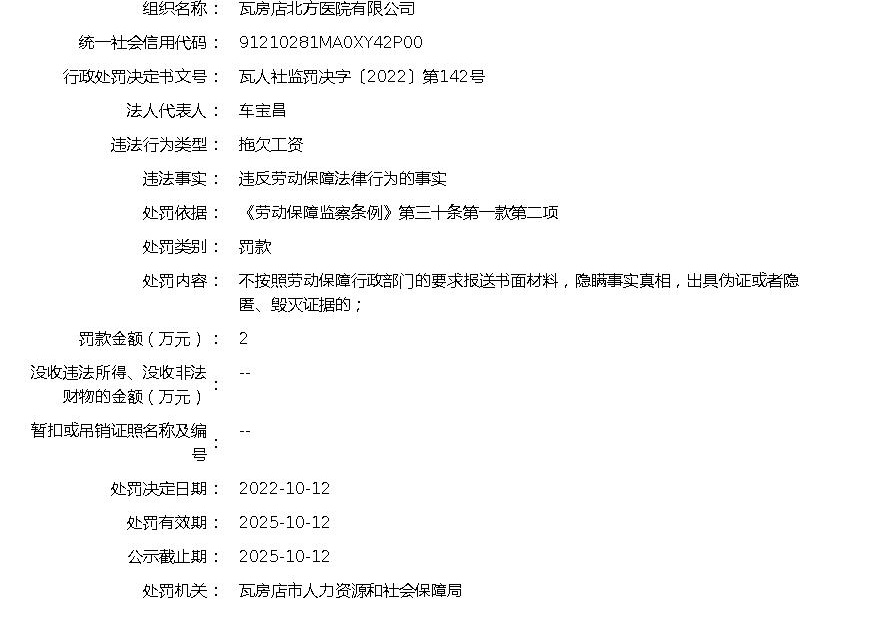 组织名称： 瓦房店北方医院有限公司
统一社会信用代码： 91210281MA0XY42P00
行政处罚决定书文号： 瓦人社监罚决字〔2022〕第142号
法人代表人： 车宝昌
违法行为类型： 拖欠工资
违法事实： 违反劳动保障法律行为的事实
处罚依据： 《劳动保障监察条例》第三十条第一款第二项
处罚类别： 罚款
处罚内容： 不按照劳动保障行政部门的要求报送书面材料，隐瞒事实真相，出具伪证或者隐
匿、毁灭证据的；
罚款金额（万元）： 2
没收违法所得、没收非法
财物的金额（万元）： --
暂扣或吊销证照名称及编
号： --
处罚决定日期： 2022-10-12
处罚有效期： 2025-10-12
公示截止期： 2025-10-12
处罚机关： 瓦房店市人力资源和社会保障局